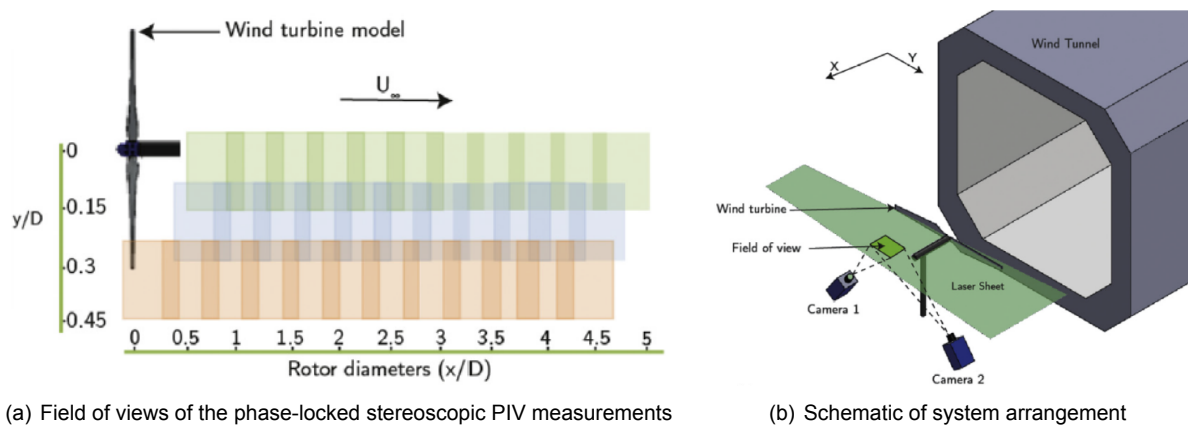 Wind turbine model
U∞
0
0.15
y/D
0.3
0.45
0 0.5 1 1.5 2 2.5 3 3.5 4 4.5 5
Rotor diameters (x/D)
(a) Field of views of the phase-locked stereoscopic PIV measurements
Wind Tunnel
X Y
Wind turbine
Field of view
Laser Sheet
Camera 1
Camera 2
(b) Schematic of system arrangement